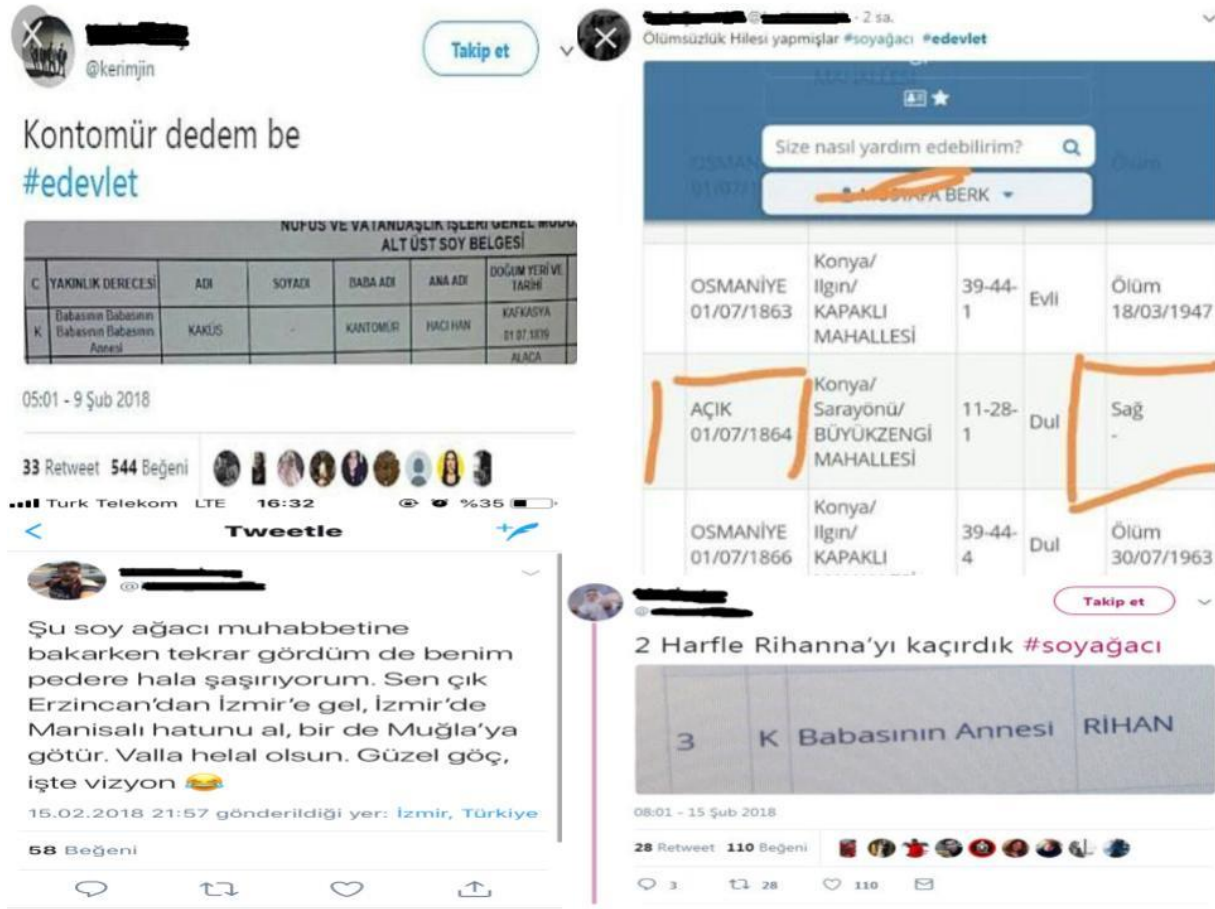 @kerimjin
Takip et
Kontomür dedem be
#edevlet
NÜFUS VE VATANDAŞLIK İŞLERİ GENEL
ALT ÜST SOY BELGESİ
C YAKINLIK DERECESİ ADI SOYADI BABA ADI ANA ADI DOĞUM YERİ VE TARİHİ
K Babasının Babasının Babasının Babasının Annesi KAKÜS - KANTOMÜR HACI HAN KAFKASYA 01.07.1839
ALACA
05:01 - 9 Şub 2018
33 Retweet 544 Beğeni
- 2 sa.
Ölümsüzlük Hilesi yapmişlar #soyağacı #edevlet
Size nasıl yardım edebilirim?
BERK
OSMANİYE 01/07/1863 Konya/ Ilgın/ KAPAKLI MAHALLESİ 39-44-1 Evli Ölüm 18/03/1947
AÇIK 01/07/1864 Konya/ Sarayönü/ BÜYÜKZENGİ MAHALLESİ 11-28-1 Dul Sağ -
OSMANİYE 01/07/1866 Konya/ Ilgın/ KAPAKLI 39-44-4 Dul Ölüm 30/07/1963
Turk Telekom LTE 16:32 %35
Tweetle
@
Şu soy ağacı muhabbetine
bakarken tekrar gördüm de benim
pedere hala şaşırıyorum. Sen çık
Erzincan’dan İzmir’e gel, İzmir’de
Manisalı hatunu al, bir de Muğla’ya
götür. Valla helal olsun. Güzel göç,
işte vizyon 😂
15.02.2018 21:57 gönderildiği yer: İzmir, Türkiye
58 Beğeni
@
Takip et
2 Harfle Rihanna’yı kaçırdık #soyağacı
3 K Babasının Annesi RİHAN
08:01 - 15 Şub 2018
28 Retweet 110 Beğeni
3 28 110